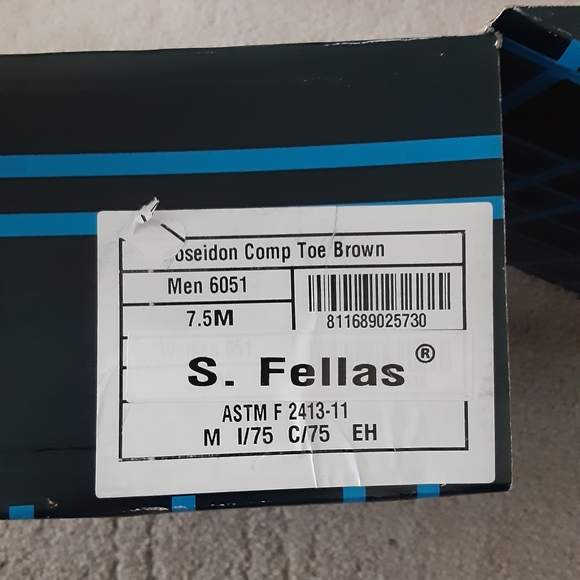 oseidon Comp Toe Brown
Men 6051
7.5M
811689025730
S. Fellas®
ASTM F 2413-11
M I/75 C/75 EH